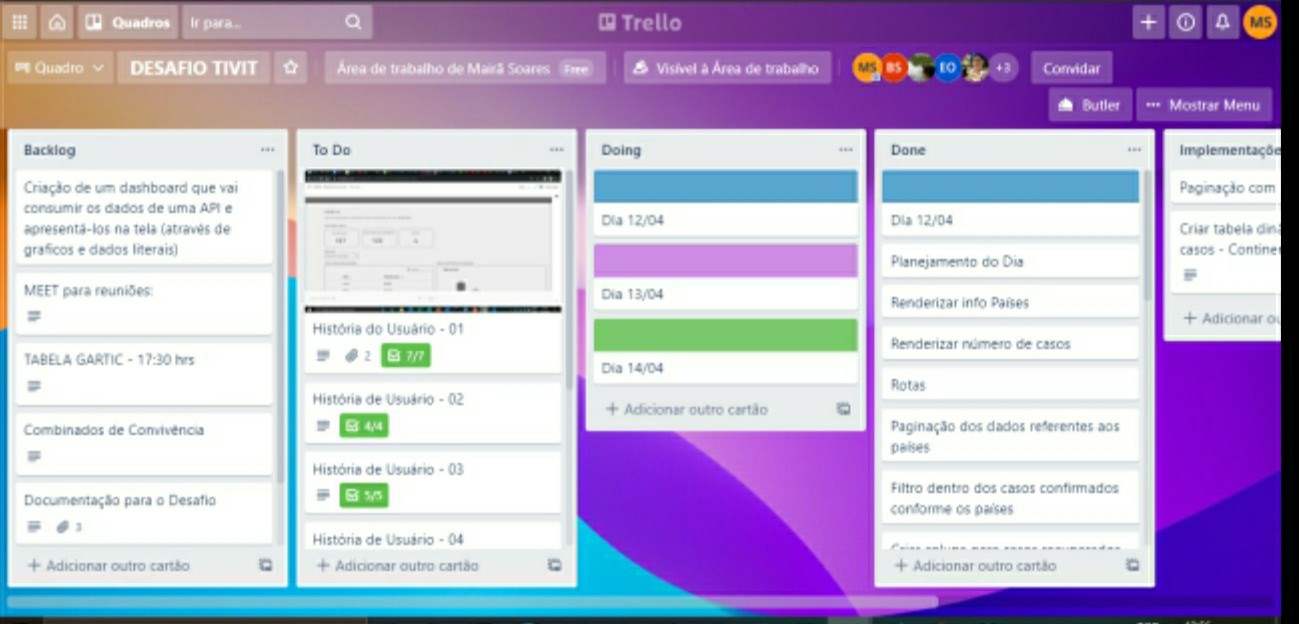 Quadros
Ir para...
Trello
MS
Quadro
DESAFIO TIVIT
Área de trabalho de Mairã Soares
Free
Visível à Área de trabalho
MS
BS
EO
+3
Convidar
Butler
Mostrar Menu
Backlog
Criação de um dashboard que vai
consumir os dados de uma API e
apresentá-los na tela (através de
graficos e dados literais)
MEET para reuniões:
TABELA GARTIC - 17:30 hrs
Combinados de Convivência
Documentação para o Desafio
3
+ Adicionar outro cartão
To Do
História do Usuário - 01
2
7/7
História de Usuário - 02
4/4
História de Usuário - 03
5/5
História de Usuário - 04
+ Adicionar outro cartão
Doing
Dia 12/04
Dia 13/04
Dia 14/04
+ Adicionar outro cartão
Done
Dia 12/04
Planejamento do Dia
Renderizar info Países
Renderizar número de casos
Rotas
Paginação dos dados referentes aos
países
Filtro dentro dos casos confirmados
conforme os países
+ Adicionar outro cartão
Implementaçõe
Paginação com
Criar tabela din
casos - Contine
+ Adicionar ou